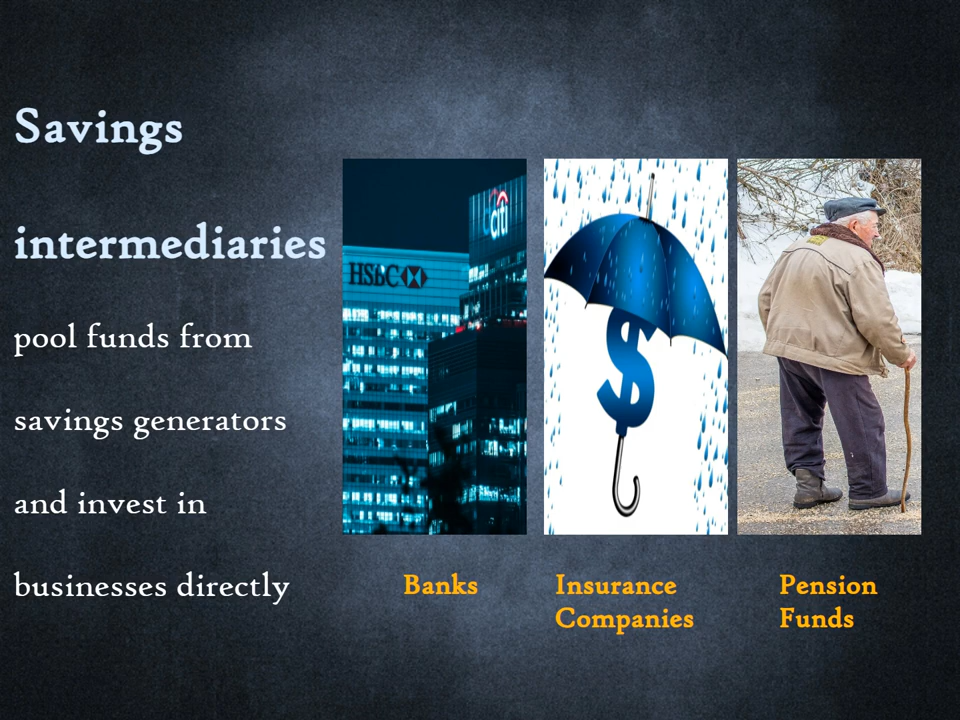 Savings
intermediaries
pool funds from
savings generators
and invest in
businesses directly
HSBC
citi
$
Banks
Insurance
Companies
Pension
Funds